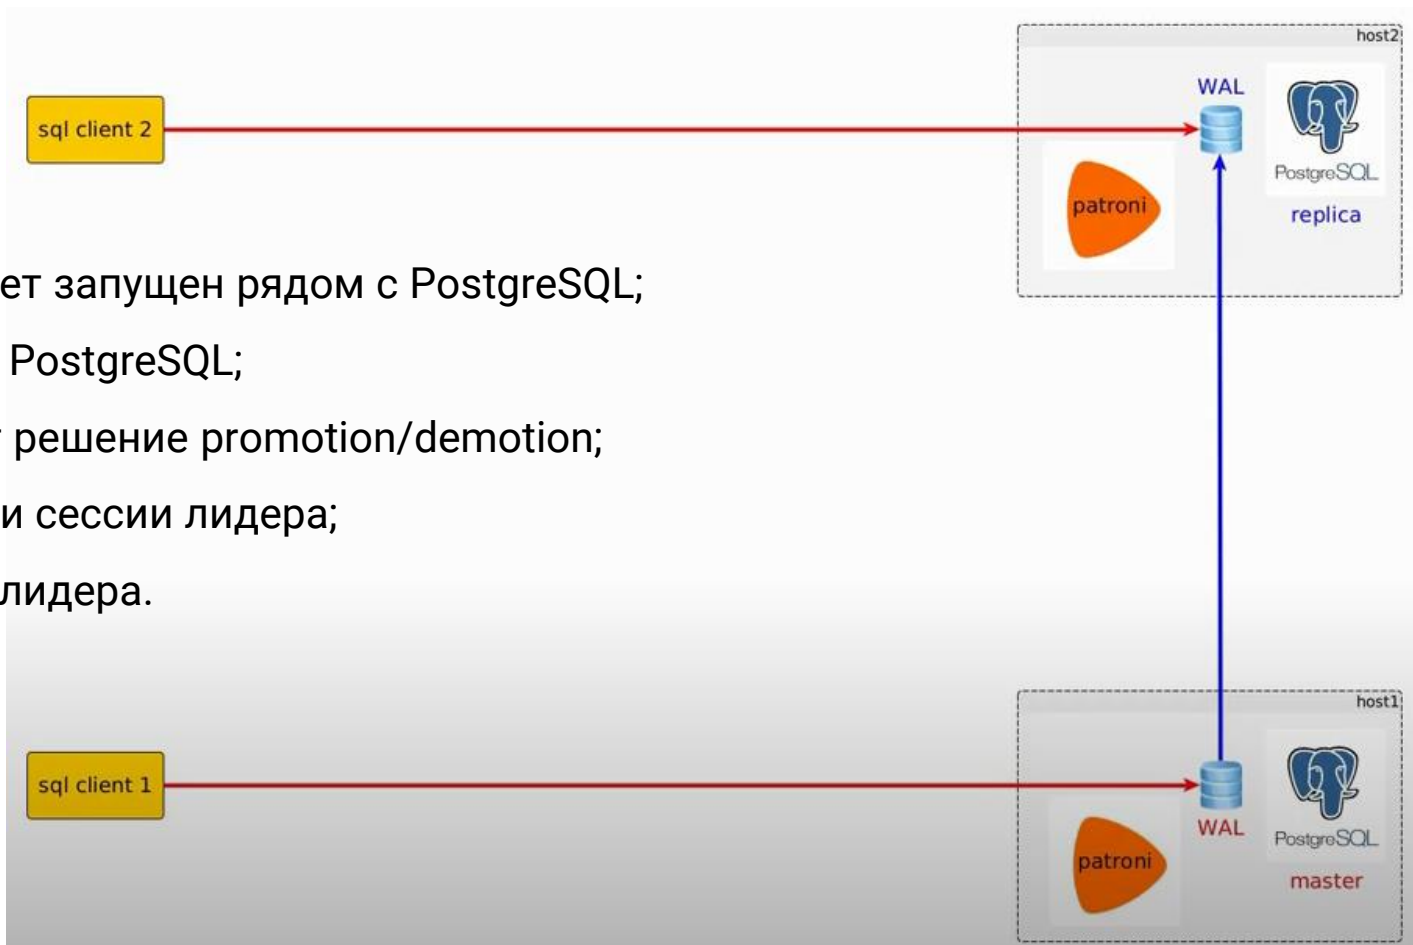 host2
WAL
sql client 2
PostgreSQL
patroni
replica
ет запущен рядом с PostgreSQL;
PostgreSQL;
решение promotion/demotion;
и сессии лидера;
лидера.
host1
sql client 1
WAL
PostgreSQL
patroni
master